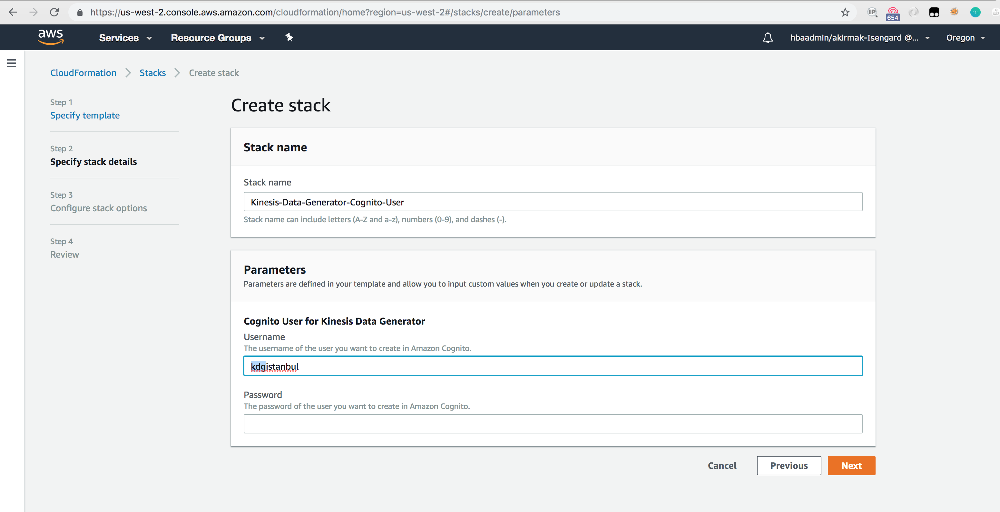 https://us-west-2.console.aws.amazon.com/cloudformation/home?region=us-west-2#/stacks/create/parameters
IP
654
m
aws
Services
Resource Groups
hbaadmin/akirmak-Isengard @...
Oregon
CloudFormation
Stacks
Create stack
Step 1
Specify template
Step 2
Specify stack details
Step 3
Configure stack options
Step 4
Review
Create stack
Stack name
Stack name
Kinesis-Data-Generator-Cognito-User
Stack name can include letters (A-Z and a-z), numbers (0-9), and dashes (-).
Parameters
Parameters are defined in your template and allow you to input custom values when you create or update a stack.
Cognito User for Kinesis Data Generator
Username
The username of the user you want to create in Amazon Cognito.
kdgistanbul
Password
The password of the user you want to create in Amazon Cognito.
Cancel
Previous
Next